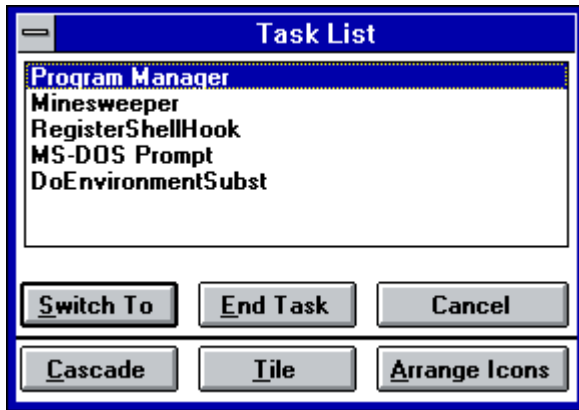 Task List
Program Manager
Minesweeper
RegisterShellHook
MS-DOS Prompt
DoEnvironmentSubst
Switch To End Task Cancel
Cascade Tile Arrange Icons